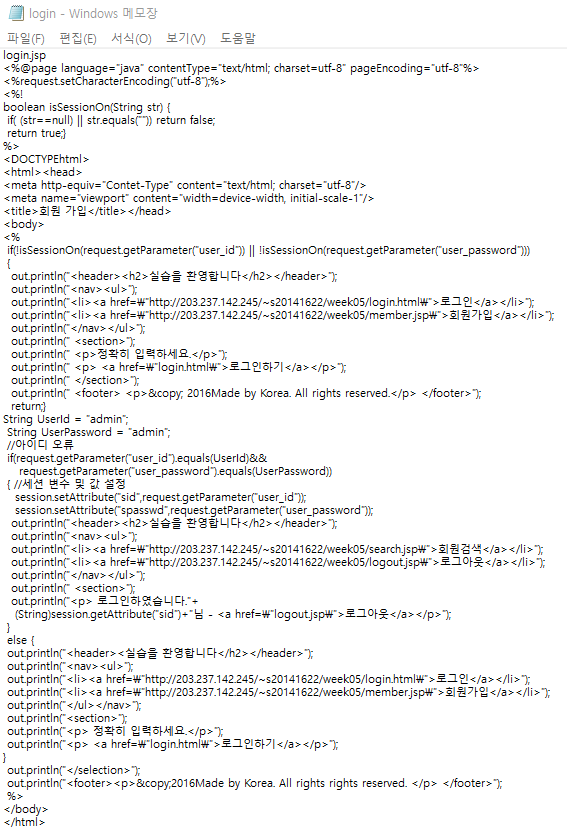 login - Windows 메모장
파일(F) 편집(E) 서식(O) 보기(V) 도움말
login.jsp
<%@page language="java" contentType="text/html; charset=utf-8" pageEncoding="utf-8"%>
<%request.setCharacterEncoding("utf-8");%>
<%!
boolean isSessionOn(String str) {
if( (str==null) || str.equals("")) return false;
return true;}
%>
<DOCTYPEhtml>
<html><head>
<meta http-equiv="Contet-Type" content="text/html; charset="utf-8"/>
<meta name="viewport" content="width=device-width, initial-scale-1"/>
<title>회원 가입</title></head>
<body>
<%
if(!isSessionOn(request.getParameter("user_id")) || !isSessionOn(request.getParameter("user_password")))
{
out.println("<header><h2>실습을 환영합니다</h2></header>");
out.println("<nav><ul>");
out.println("<li><a href=₩"http://203.237.142.245/~s20141622/week05/login.html₩">로그인</a></li>");
out.println("<li><a href=₩"http://203.237.142.245/~s20141622/week05/member.jsp₩">회원가입</a></li>");
out.println("</nav></ul>");
out.println(" <section>");
out.println(" <p>정확히 입력하세요.</p>");
out.println(" <p> <a href=₩"login.html₩">로그인하기</a></p>");
out.println(" </section>");
out.println(" <footer> <p>&copy; 2016Made by Korea. All rights reserved.</p> </footer>");
return;}
String UserId = "admin";
String UserPassword = "admin";
//아이디 오류
if(request.getParameter("user_id").equals(UserId)&&
request.getParameter("user_password").equals(UserPassword))
{ //세션 변수 및 값 설정
session.setAttribute("sid",request.getParameter("user_id"));
session.setAttribute("spasswd",request.getParameter("user_password"));
out.println("<header><h2>실습을 환영합니다</h2></header>");
out.println("<nav><ul>");
out.println("<li><a href=₩"http://203.237.142.245/~s20141622/week05/search.jsp₩">회원검색</a></li>");
out.println("<li><a href=₩"http://203.237.142.245/~s20141622/week05/logout.jsp₩">로그아웃</a></li>");
out.println("</nav></ul>");
out.println(" <section>");
out.println("<p> 로그인하였습니다."+
(String)session.getAttribute("sid")+"님 - <a href=₩"logout.jsp₩">로그아웃</a></p>");
}
else {
out.println("<header><실습을 환영합니다</h2></header>");
out.println("<nav><ul>");
out.println("<li><a href=₩"http://203.237.142.245/~s20141622/week05/login.html₩">로그인</a></li>");
out.println("<li><a href=₩"http://203.237.142.245/~s20141622/week05/member.jsp₩">회원가입</a></li>");
out.println("</ul></nav>");
out.println("<section>");
out.println("<p> 정확히 입력하세요.</p>");
out.println("<p> <a href=₩"login.html₩">로그인하기</a></p>");
}
out.println("</selection>");
out.println("<footer><p>&copy;2016Made by Korea. All rights rights reserved. </p> </footer>");
%>
</body>
</html>